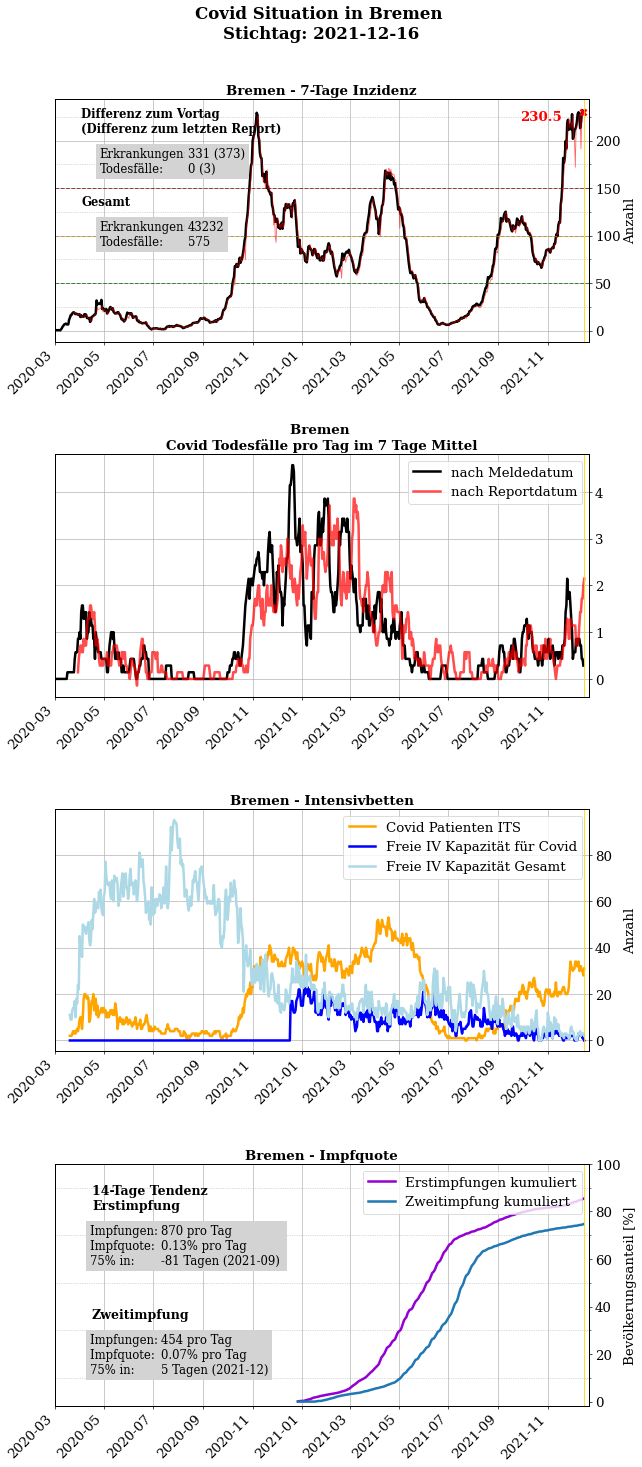 Covid Situation in Bremen
Stichtag: 2021-12-16
Bremen - 7-Tage Inzidenz
Differenz zum Vortag
(Differenz zum letzten Report)
Erkrankungen 331 (373)
Todesfälle: 0 (3)
Gesamt
Erkrankungen 43232
Todesfälle: 575
230.5
200
150
100
50
0
Anzahl
2020-03
2020-05
2020-07
2020-09
2020-11
2021-01
2021-03
2021-05
2021-07
2021-09
2021-11
Bremen
Covid Todesfälle pro Tag im 7 Tage Mittel
nach Meldedatum
nach Reportdatum
4
3
2
1
0
2020-03
2020-05
2020-07
2020-09
2020-11
2021-01
2021-03
2021-05
2021-07
2021-09
2021-11
Bremen - Intensivbetten
Covid Patienten ITS
Freie IV Kapazität für Covid
Freie IV Kapazität Gesamt
80
60
40
20
0
Anzahl
2020-03
2020-05
2020-07
2020-09
2020-11
2021-01
2021-03
2021-05
2021-07
2021-09
2021-11
Bremen - Impfquote
14-Tage Tendenz
Erstimpfung
Impfungen: 870 pro Tag
Impfquote: 0.13% pro Tag
75% in: -81 Tagen (2021-09)
Zweitimpfung
Impfungen: 454 pro Tag
Impfquote: 0.07% pro Tag
75% in: 5 Tagen (2021-12)
Erstimpfungen kumuliert
Zweitimpfung kumuliert
100
80
60
40
20
0
Bevölkerungsanteil [%]
2020-03
2020-05
2020-07
2020-09
2020-11
2021-01
2021-03
2021-05
2021-07
2021-09
2021-11